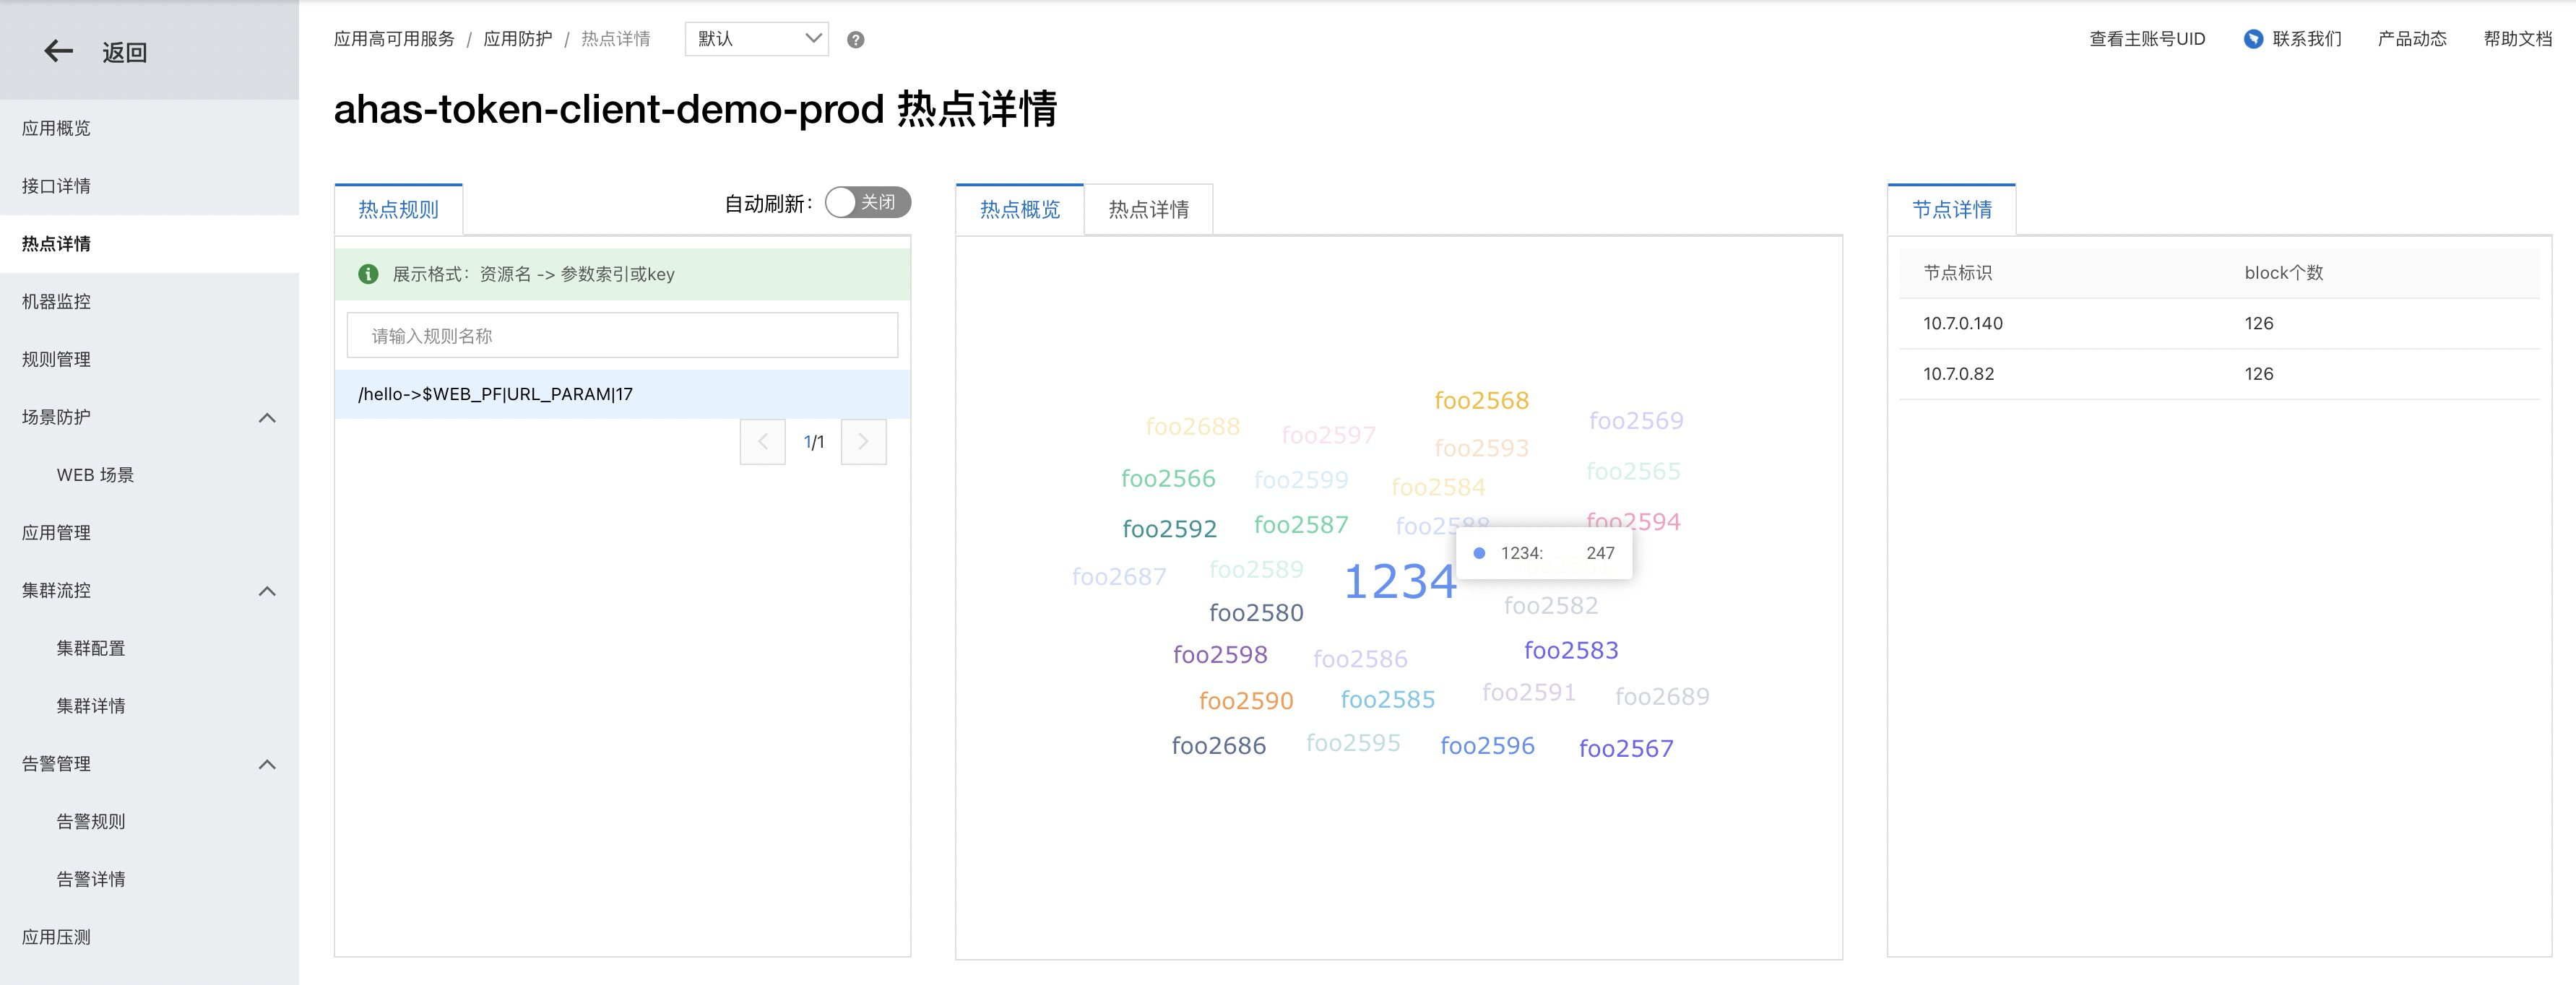 返回
应用概览
接口详情
热点详情
机器监控
规则管理
场景防护
WEB 场景
应用管理
集群流控
集群配置
集群详情
告警管理
告警规则
告警详情
应用压测
应用高可用服务 / 应用防护 / 热点详情 默认
查看主账号UID 联系我们 产品动态 帮助文档
ahas-token-client-demo-prod 热点详情
热点规则 自动刷新： 关闭
展示格式：资源名 -> 参数索引或key
请输入规则名称
/hello->$WEB_PF|URL_PARAM|17
1/1
热点概览 热点详情
foo2568
foo2688 foo2597 foo2569
foo2593
foo2566 foo2599 foo2584 foo2565
foo2592 foo2587 foo2588 foo2594
1234: 247
foo2687 foo2589 1234
foo2580 foo2582
foo2598 foo2586 foo2583
foo2590 foo2585 foo2591 foo2689
foo2686 foo2595 foo2596 foo2567
节点详情
节点标识 block个数
10.7.0.140 126
10.7.0.82 126